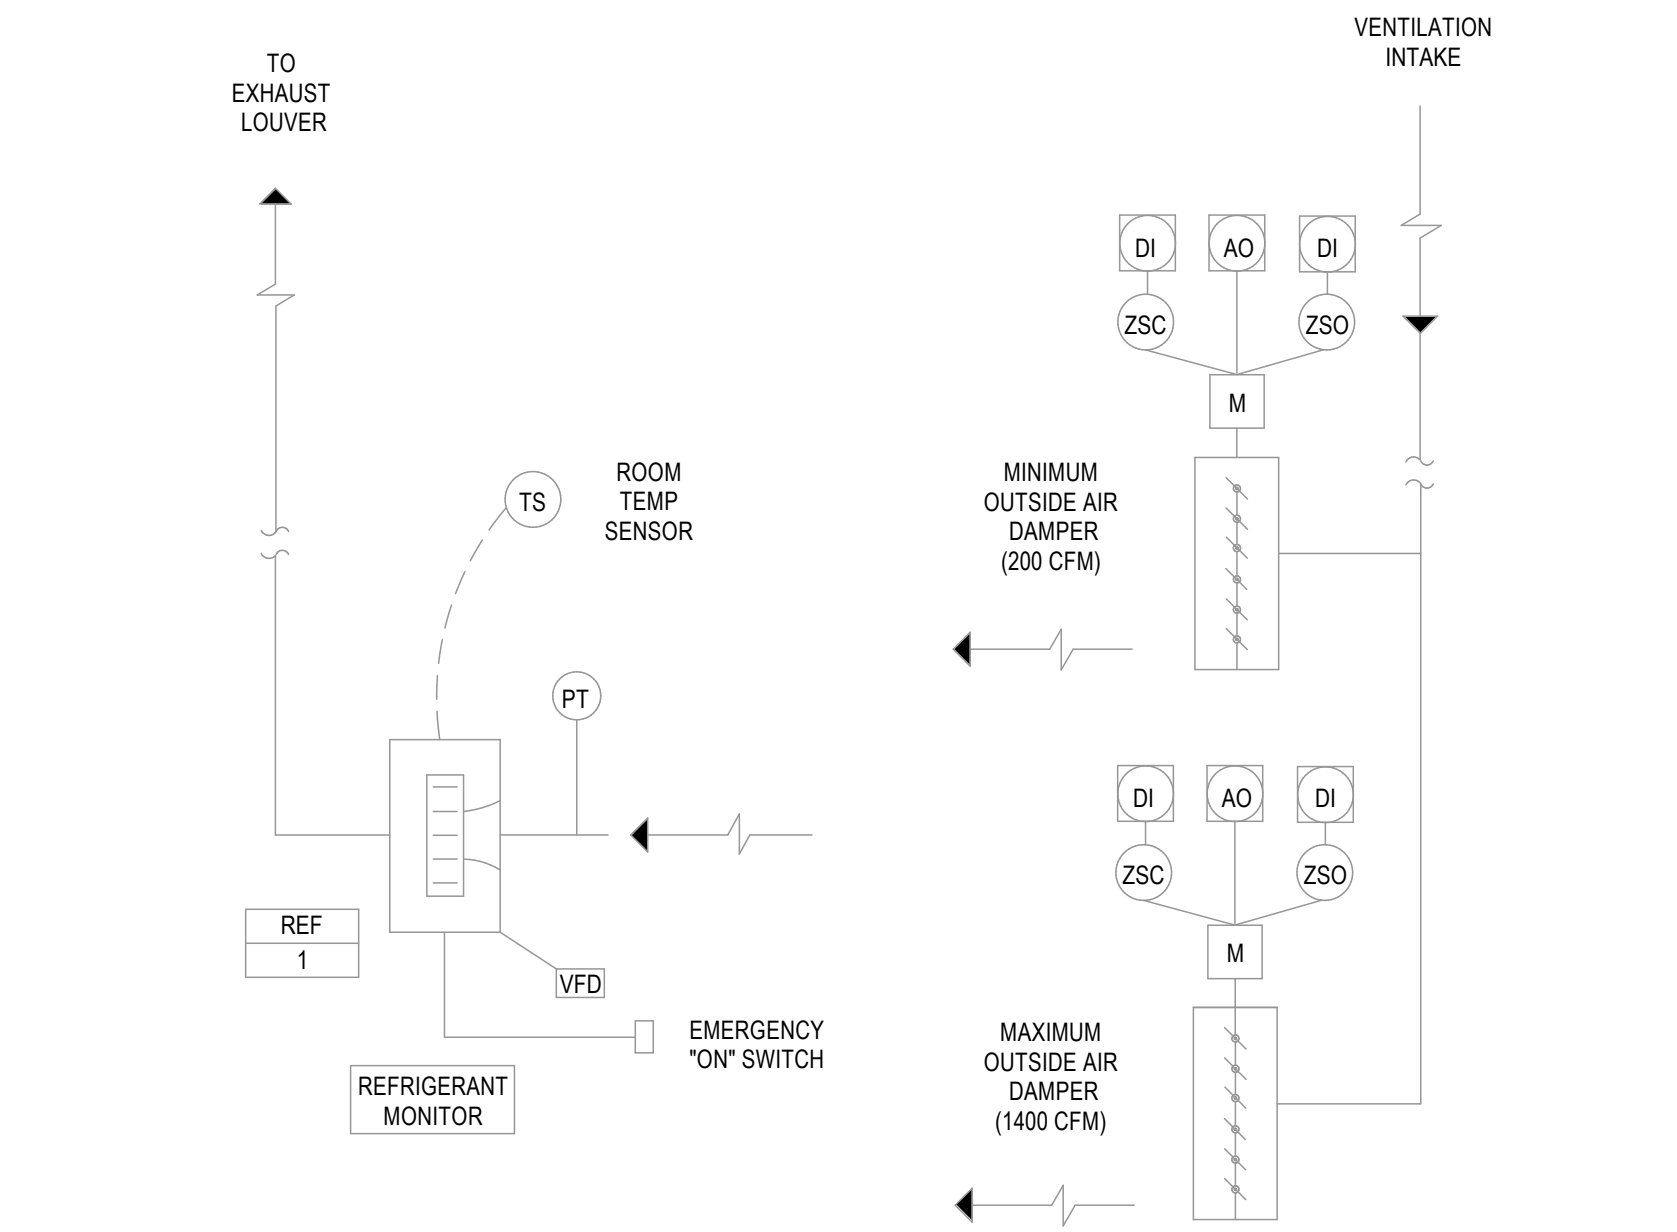 VENTILATION
INTAKE
TO
EXHAUST
LOUVER
DI
AO
DI
ZSC
ZSO
M
MINIMUM
OUTSIDE AIR
DAMPER
(200 CFM)
TS
ROOM
TEMP
SENSOR
PT
DI
AO
DI
ZSC
ZSO
M
REF
1
VFD
EMERGENCY
"ON" SWITCH
REFRIGERANT
MONITOR
MAXIMUM
OUTSIDE AIR
DAMPER
(1400 CFM)